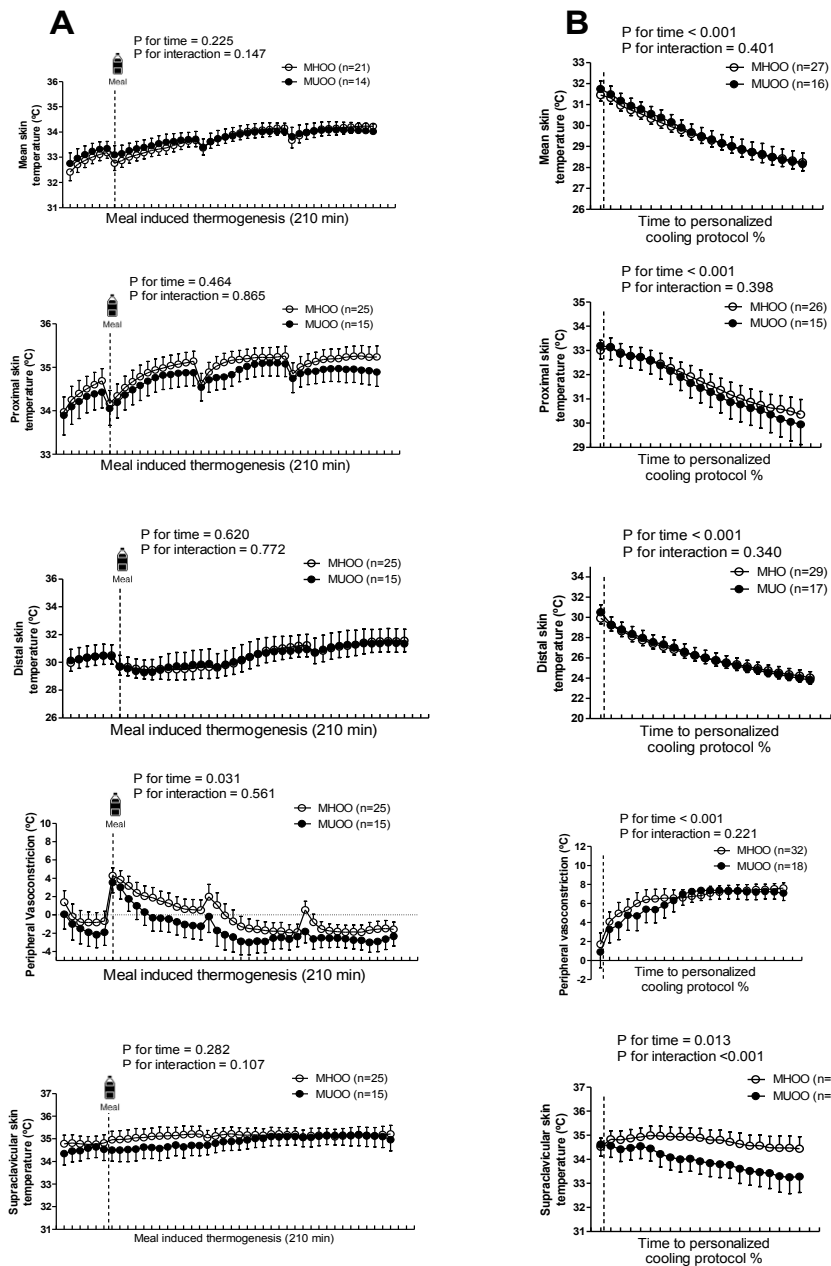 A
P for time = 0.225
P for interaction = 0.147
Meal
MHOO (n=21)
MUOO (n=14)
Mean skin
temperature (ºC)
36
35
34
33
32
31
Meal induced thermogenesis (210 min)
P for time = 0.464
P for interaction = 0.865
Meal
MHOO (n=25)
MUOO (n=15)
Proximal skin
temperature (ºC)
36
35
34
33
Meal induced thermogenesis (210 min)
P for time = 0.620
P for interaction = 0.772
Meal
MHOO (n=25)
MUOO (n=15)
Distal skin
temperature (ºC)
36
34
32
30
28
26
Meal induced thermogenesis (210 min)
P for time = 0.031
P for interaction = 0.561
Meal
MHOO (n=25)
MUOO (n=15)
Peripheral Vasoconstricion (ºC)
10
8
6
4
2
0
-2
-4
Meal induced thermogenesis (210 min)
P for time = 0.282
P for interaction = 0.107
Meal
MHOO (n=25)
MUOO (n=15)
Supraclavicular skin
temperature (ºC)
37
36
35
34
33
32
31
Meal induced thermogenesis (210 min)
B
P for time < 0.001
P for interaction = 0.401
MHOO (n=27)
MUOO (n=16)
Mean skin
temperature (ºC)
33
32
31
30
29
28
27
26
Time to personalized
cooling protocol %
P for time < 0.001
P for interaction = 0.398
MHOO (n=26)
MUOO (n=15)
Proximal skin
temperature (ºC)
35
34
33
32
31
30
29
Time to personalized
cooling protocol %
P for time < 0.001
P for interaction = 0.340
MHO (n=29)
MUO (n=17)
Distal skin
temperature (ºC)
34
32
30
28
26
24
22
20
Time to personalized
cooling protocol %
P for time < 0.001
P for interaction = 0.221
MHOO (n=32)
MUOO (n=18)
Peripheral vasoconstriction (ºC)
12
10
8
6
4
2
0
-2
Time to personalized
cooling protocol %
P for time = 0.013
P for interaction <0.001
MHOO (n=
MUOO (n=
Supraclavicular skin
temperature (ºC)
37
36
35
34
33
32
31
Time to personalized
cooling protocol %